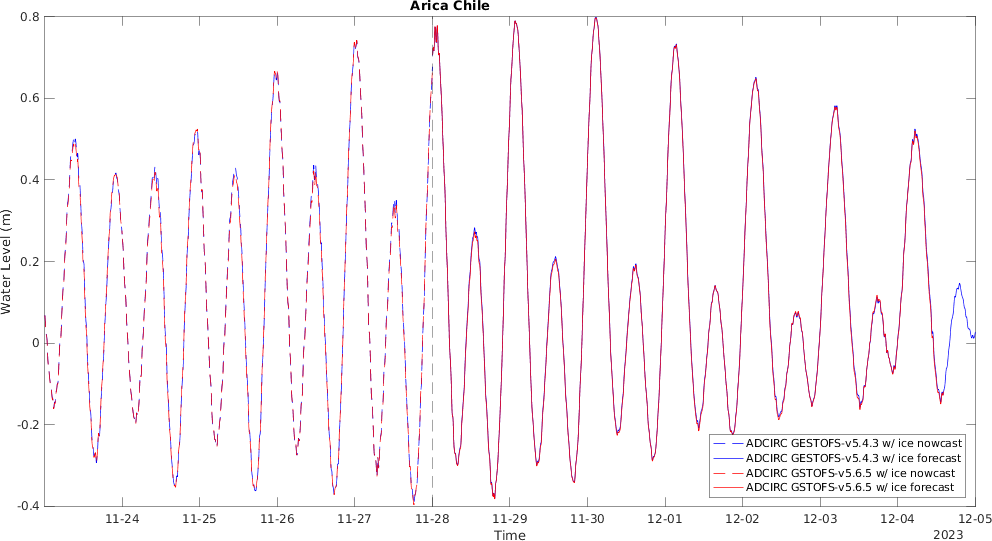 Arica Chile
0.8
0.6
0.4
0.2
0
-0.2
-0.4
Water Level (m)
ADCIRC GESTOFS-v5.4.3 w/ ice nowcast
ADCIRC GESTOFS-v5.4.3 w/ ice forecast
ADCIRC GSTOFS-v5.6.5 w/ ice nowcast
ADCIRC GSTOFS-v5.6.5 w/ ice forecast
11-24 11-25 11-26 11-27 11-28 11-29 11-30 12-01 12-02 12-03 12-04 12-05
Time
2023